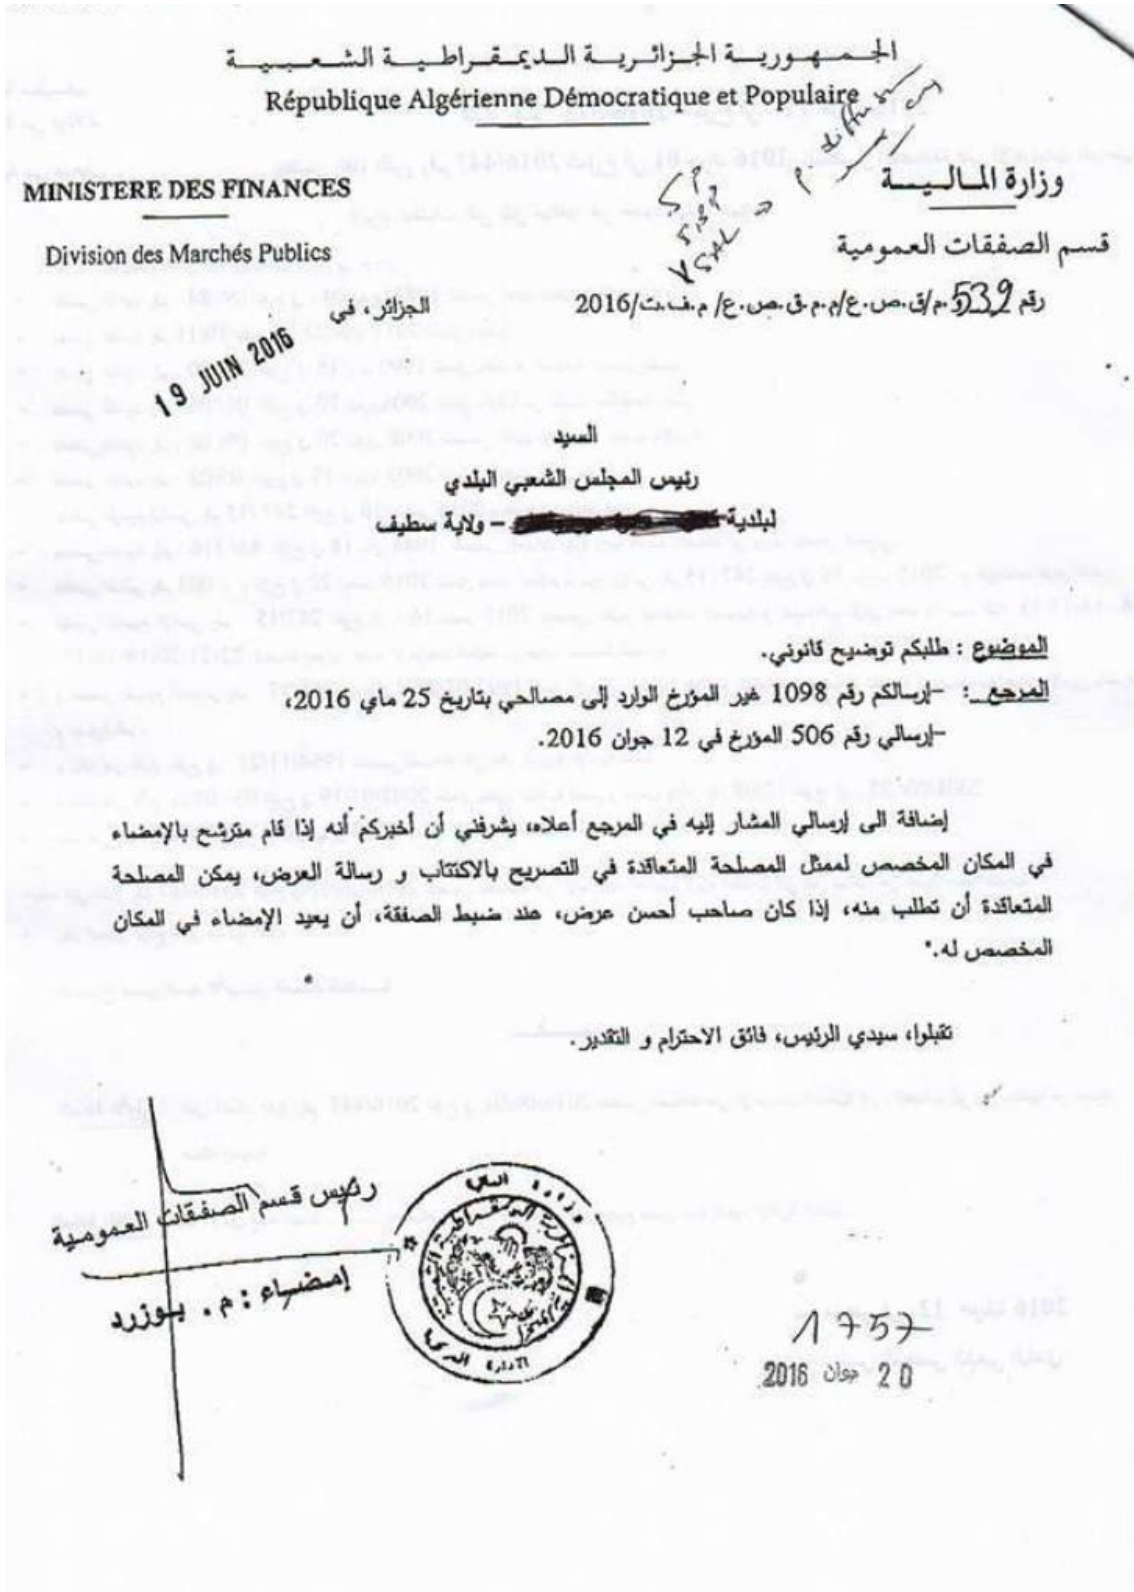 الجمهورية الجزائرية الديمقراطية الشعبية
République Algérienne Démocratique et Populaire
MINISTERE DES FINANCES
وزارة المالية
Division des Marchés Publics
قسم الصفقات العمومية
رقم 539 م/ق.ص.ع/م.م.ق.ص.ع/ م.ف.ت/2016
الجزائر، في
19 JUIN 2016
السيد
رئيس المجلس الشعبي البلدي
لبلدية – ولاية سطيف
الموضوع : طلبكم توضيح قانوني.
المرجع : –إرسالكم رقم 1098 غير المؤرخ الوارد إلى مصالحي بتاريخ 25 ماي 2016،
–إرسالي رقم 506 المؤرخ في 12 جوان 2016.
إضافة الى إرسالي المشار إليه في المرجع أعلاه، يشرفني أن أخبركم أنه إذا قام مترشح بالإمضاء
في المكان المخصص لممثل المصلحة المتعاقدة في التصريح بالاكتتاب و رسالة العرض، يمكن المصلحة
المتعاقدة أن تطلب منه، إذا كان صاحب أحسن عرض، عند ضبط الصفقة، أن يعيد الإمضاء في المكان
المخصص له.
تقبلوا، سيدي الرئيس، فائق الاحترام و التقدير.
رئيس قسم الصفقات العمومية
إمضاء : م . بوزرد
1757
20 جوان 2016